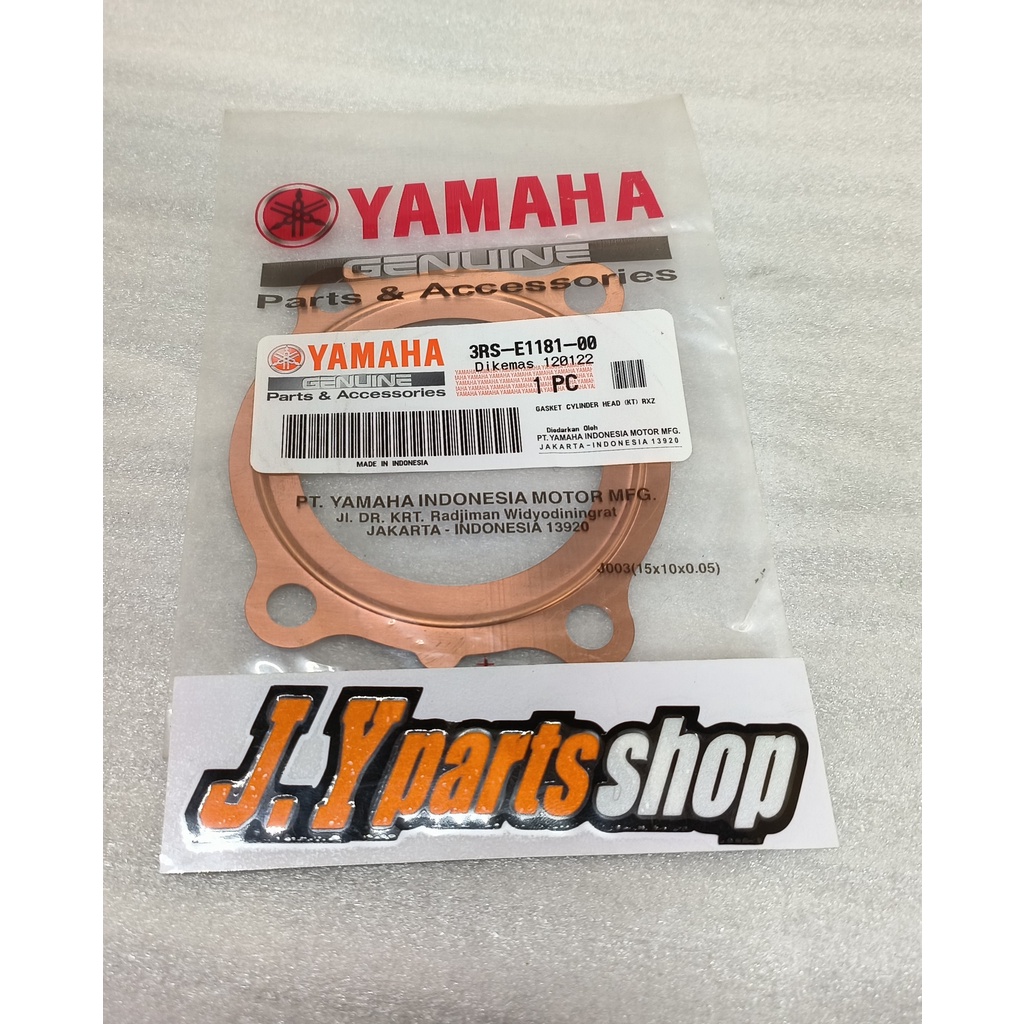 YAMAHA
GENUINE
Parts & Accessories
YAMAHA
GENUINE
Parts & Accessories
3RS-E1181-00
Dikemas 120122
1 PC
GASKET CYLINDER HEAD (KT) RXZ
Diedarkan Oleh
PT. YAMAHA INDONESIA MOTOR MFG.
JAKARTA - INDONESIA 13920
MADE IN INDONESIA
PT. YAMAHA INDONESIA MOTOR MFG.
Jl. DR. KRT. Radjiman Widyodiningrat
JAKARTA - INDONESIA 13920
J003(15x10x0.05)
J.Y parts shop